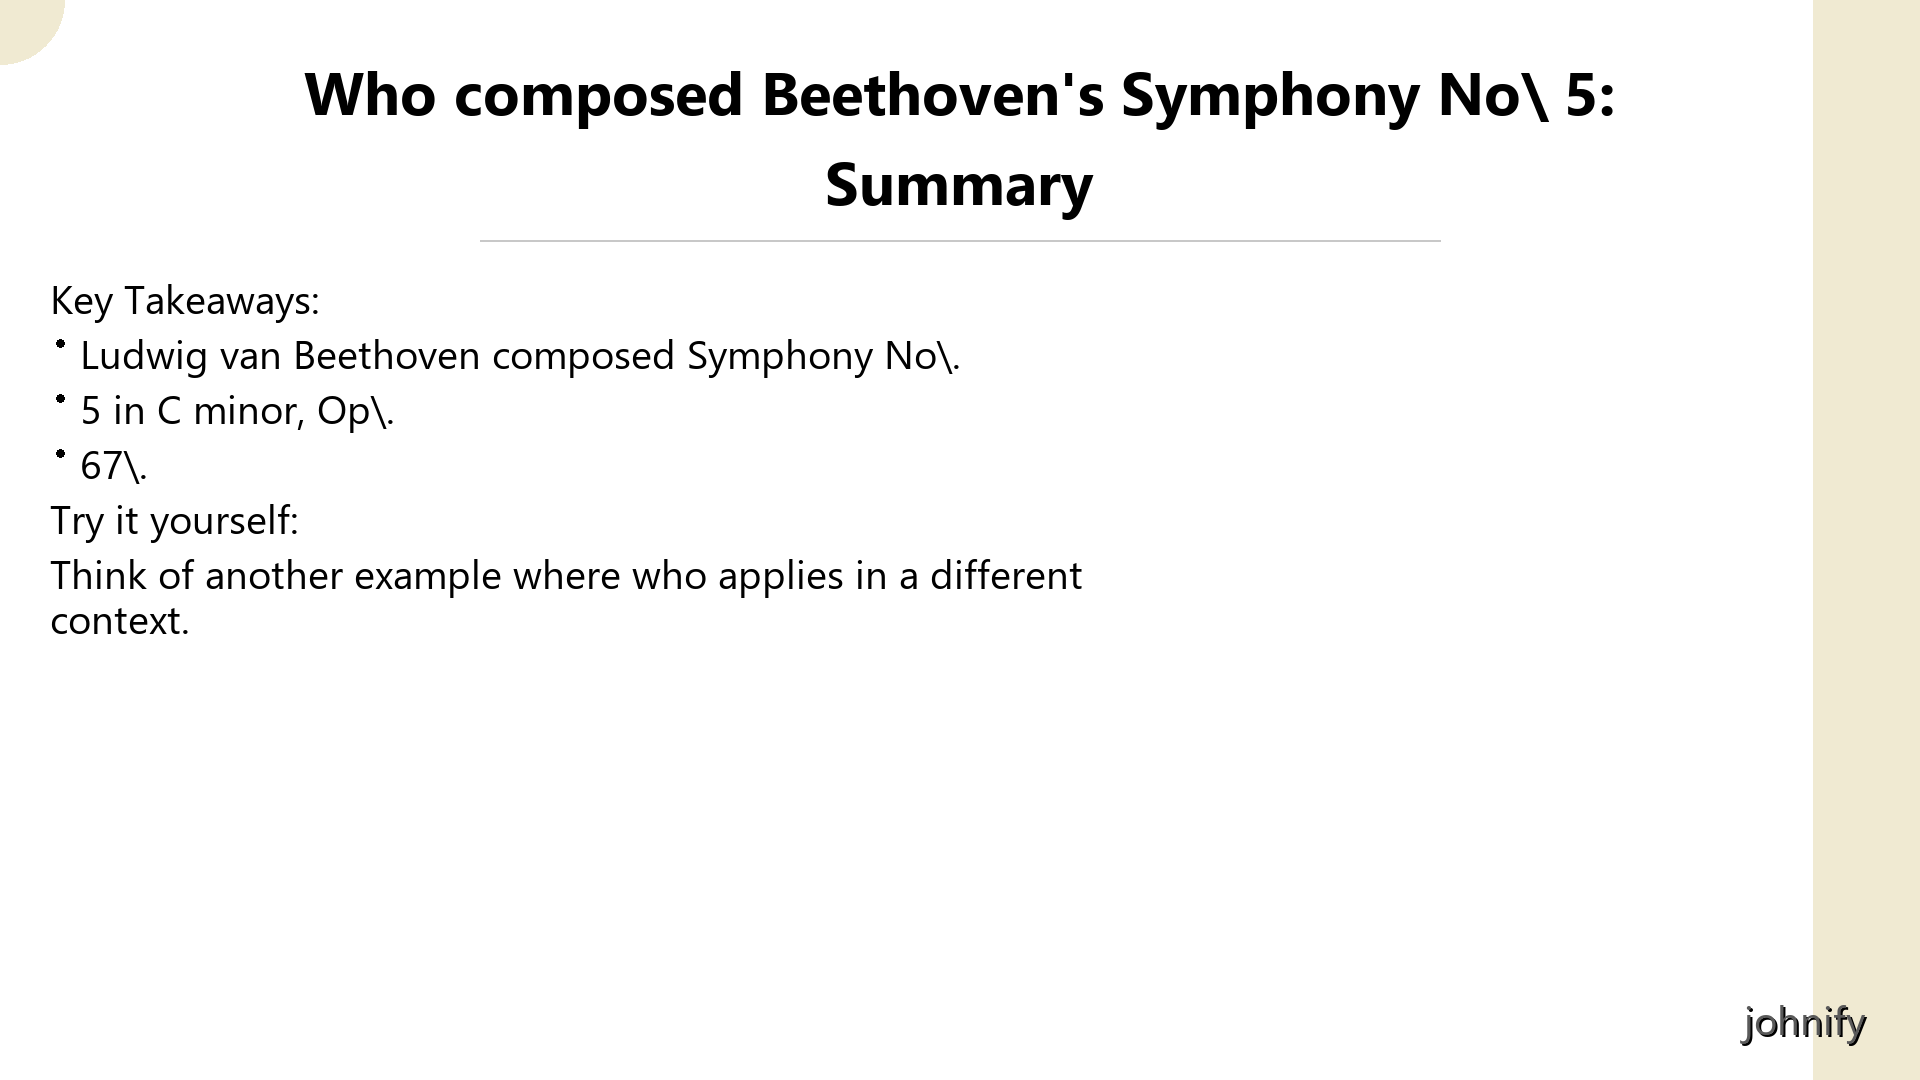 Who composed Beethoven's Symphony No\ 5:
Summary
Key Takeaways:
• Ludwig van Beethoven composed Symphony No\.
• 5 in C minor, Op\.
• 67\.
Try it yourself:
Think of another example where who applies in a different
context.
johnify